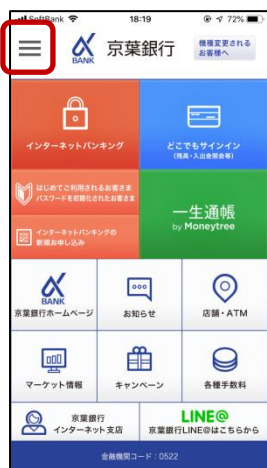 SoftBank 18:19 72%
BANK
京葉銀行
機種変更される
お客様へ
インターネットバンキング
どこでもサインイン
(残高・入出金照会等)
はじめてご利用されるお客さま
パスワードを初期化されたお客さま
一生通帳
by Moneytree
インターネットバンキングの
新規お申し込み
BANK
京葉銀行ホームページ
お知らせ
店舗・ATM
マーケット情報
キャンペーン
各種手数料
京葉銀行
インターネット支店
LINE@
京葉銀行LINE@はこちらから
金融機関コード:0522